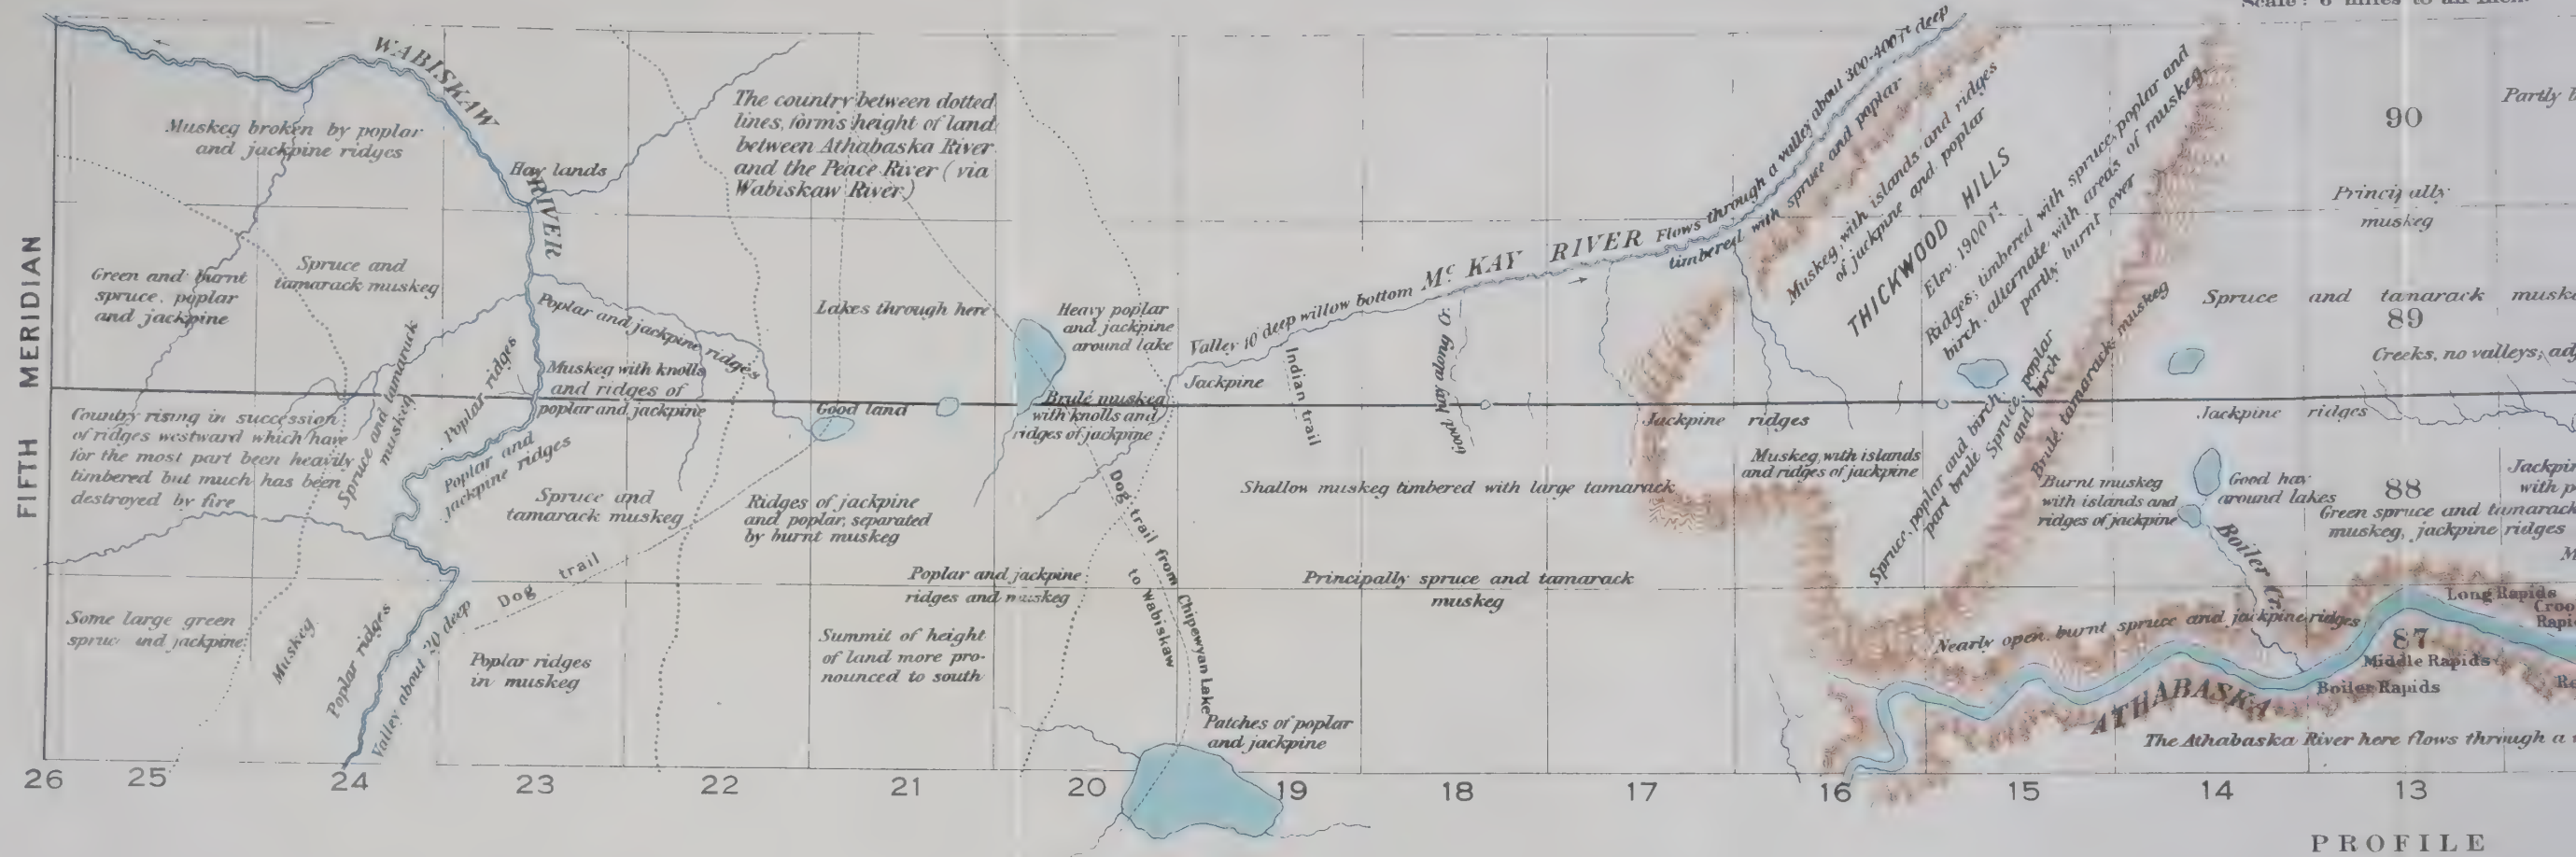 WABISKAW
RIVER
Muskeg broken by poplar
and jackpine ridges
Hay lands
The country between dotted
lines, forms height of land
between Athabaska River
and the Peace River (via
Wabiskaw River)
FIFTH MERIDIAN
Green and burnt
spruce, poplar
and jackpine
Spruce and
tamarack muskeg
Poplar and jackpine ridges
Lakes through here
Heavy poplar
and jackpine
around lake
Valley 10 deep willow bottom
Mc KAY RIVER
Flows through a valley about 300-400 Ft deep
timbered with spruce and poplar
Muskeg, with islands and ridges
of jackpine and poplar
THICKWOOD HILLS
Elev. 1900 Ft
Ridges; timbered with spruce, poplar and
birch, alternate, with areas of muskeg,
partly burnt over
90
Partly
Principally
muskeg
Spruce and tamarack
89
Creeks, no valleys,
Country rising in succession
of ridges westward which have
for the most part been heavily
timbered but much has been
destroyed by fire
Spruce and tamarack
muskeg
Poplar ridges
Muskeg with knolls
and ridges of
poplar and jackpine
Poplar and
jackpine ridges
Good land
Brulé muskeg
with knolls and
ridges of jackpine
Jackpine
Indian trail
Good hay along Cr.
Jackpine ridges
Muskeg, with islands
and ridges of jackpine
Spruce, poplar and birch
part brulé
Spruce, poplar
and birch
Brulé, tamarack muskeg
Jackpine ridges
Burnt muskeg
with islands and
ridges of jackpine
Good hay
around lakes
88
Green spruce and tamarack
muskeg, jackpine ridges
with
Boiler Cr.
Spruce and
tamarack muskeg
Ridges of jackpine
and poplar, separated
by burnt muskeg
Shallow muskeg timbered with large tamarack
Dog trail
Dog trail from Chipewyan Lake
to Wabiskaw
Poplar and jackpine
ridges and muskeg
Principally spruce and tamarack
muskeg
Some large green
spruce and jackpine
Muskeg
Poplar ridges
Valley about 20 deep
Poplar ridges
in muskeg
Summit of height
of land more pro-
nounced to south
Patches of poplar
and jackpine
Nearly open, burnt spruce and jackpine ridges
Long Rapids
87
Middle Rapids
Boiler Rapids
ATHABASKA
The Athabaska River here flows through a
26 25 24 23 22 21 20 19 18 17 16 15 14 13
PROFILE